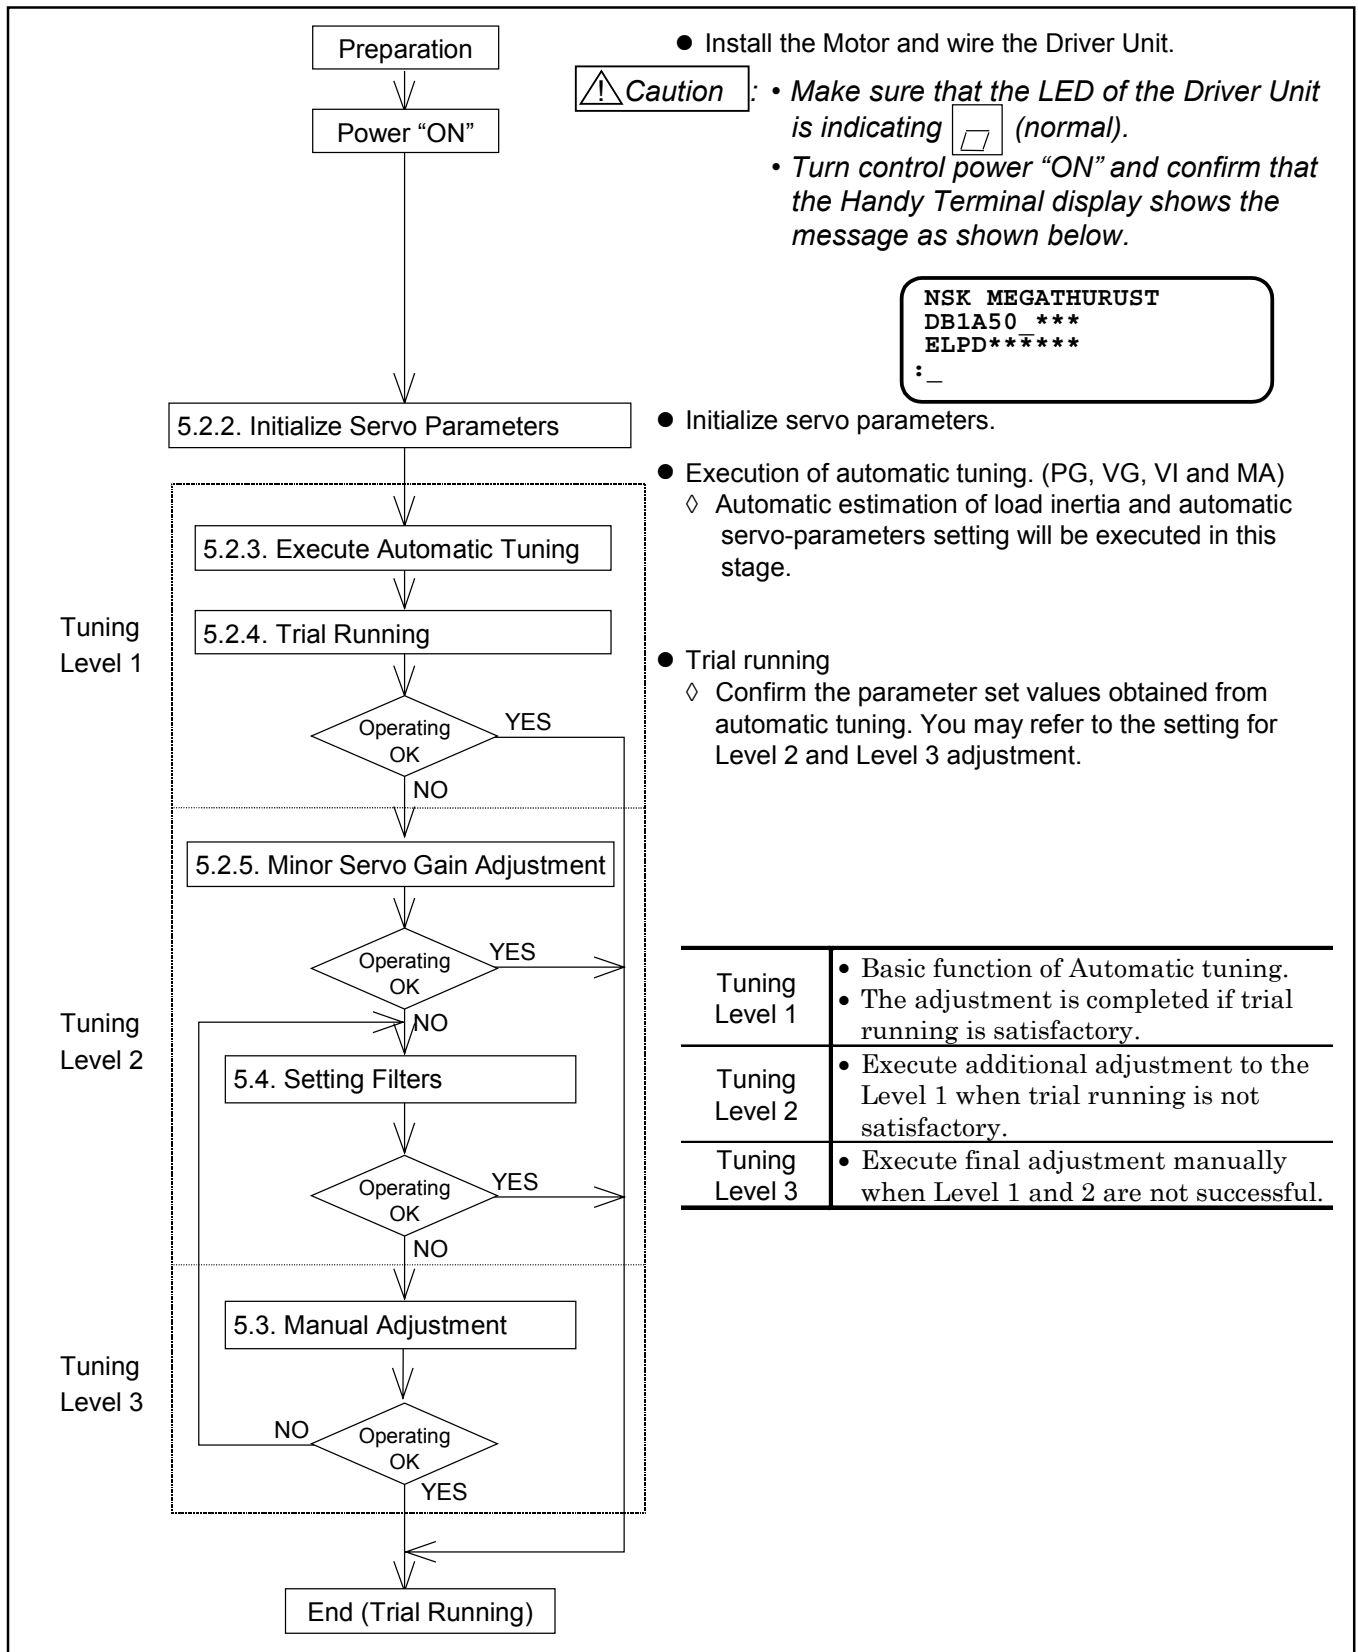 Preparation
Power “ON”
● Install the Motor and wire the Driver Unit.
Caution : • Make sure that the LED of the Driver Unit
is indicating (normal).
• Turn control power “ON” and confirm that
the Handy Terminal display shows the
message as shown below.
NSK MEGATHURUST
DB1A50_***
ELPD******
:_
5.2.2. Initialize Servo Parameters
● Initialize servo parameters.
● Execution of automatic tuning. (PG, VG, VI and MA)
◊ Automatic estimation of load inertia and automatic
servo-parameters setting will be executed in this
stage.
5.2.3. Execute Automatic Tuning
5.2.4. Trial Running
Tuning
Level 1
● Trial running
◊ Confirm the parameter set values obtained from
automatic tuning. You may refer to the setting for
Level 2 and Level 3 adjustment.
Operating
OK
YES
NO
5.2.5. Minor Servo Gain Adjustment
Operating
OK
YES
NO
Tuning
Level 2
5.4. Setting Filters
Operating
OK
YES
NO
5.3. Manual Adjustment
Tuning
Level 3
Operating
OK
NO
YES
End (Trial Running)
Tuning
Level 1
• Basic function of Automatic tuning.
• The adjustment is completed if trial
running is satisfactory.
Tuning
Level 2
• Execute additional adjustment to the
Level 1 when trial running is not
satisfactory.
Tuning
Level 3
• Execute final adjustment manually
when Level 1 and 2 are not successful.